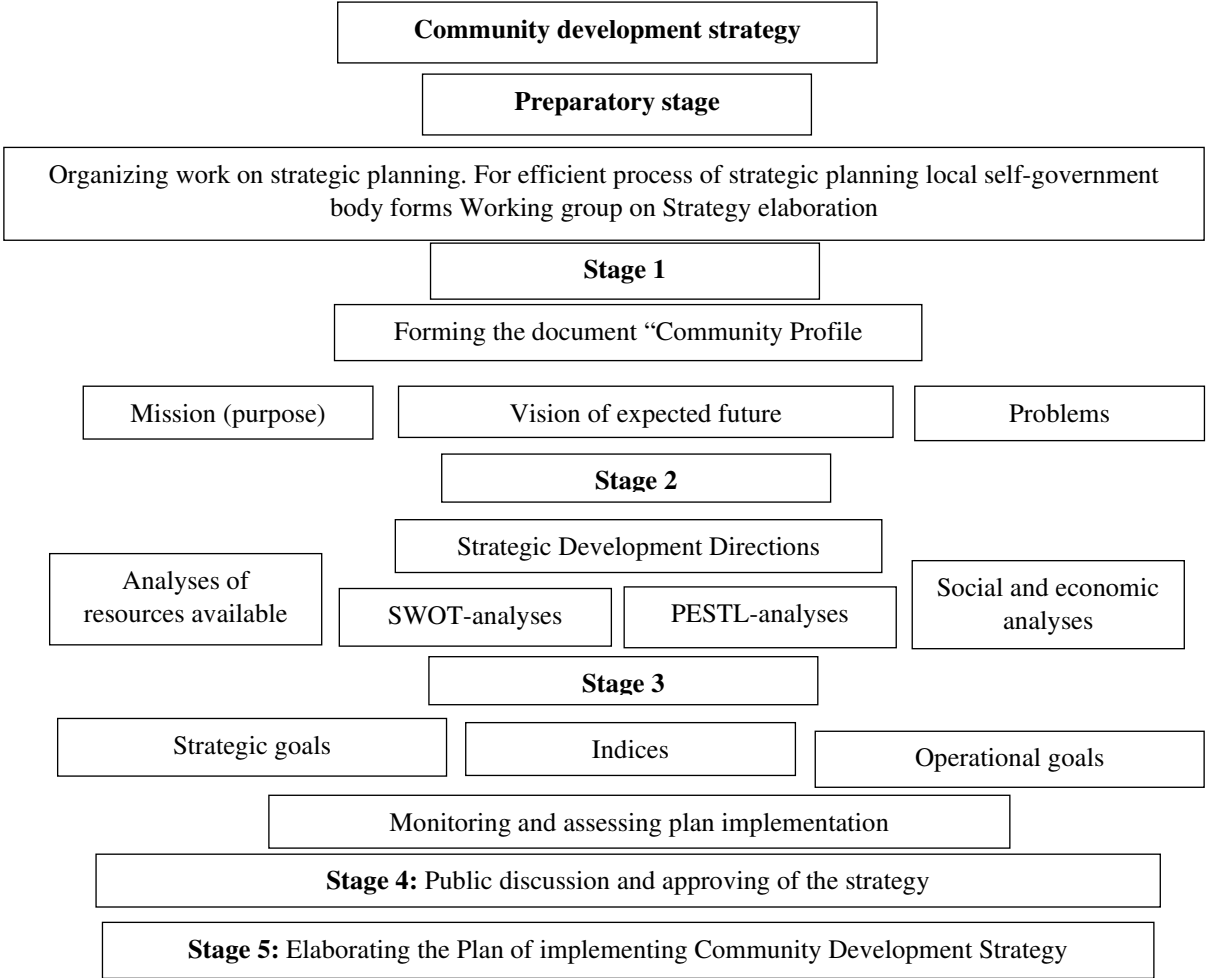 Community development strategy
Preparatory stage
Organizing work on strategic planning. For efficient process of strategic planning local self-government
body forms Working group on Strategy elaboration
Stage 1
Forming the document “Community Profile
Mission (purpose)
Vision of expected future
Problems
Stage 2
Strategic Development Directions
Analyses of
resources available
SWOT-analyses
PESTL-analyses
Social and economic
analyses
Stage 3
Strategic goals
Indices
Operational goals
Monitoring and assessing plan implementation
Stage 4: Public discussion and approving of the strategy
Stage 5: Elaborating the Plan of implementing Community Development Strategy